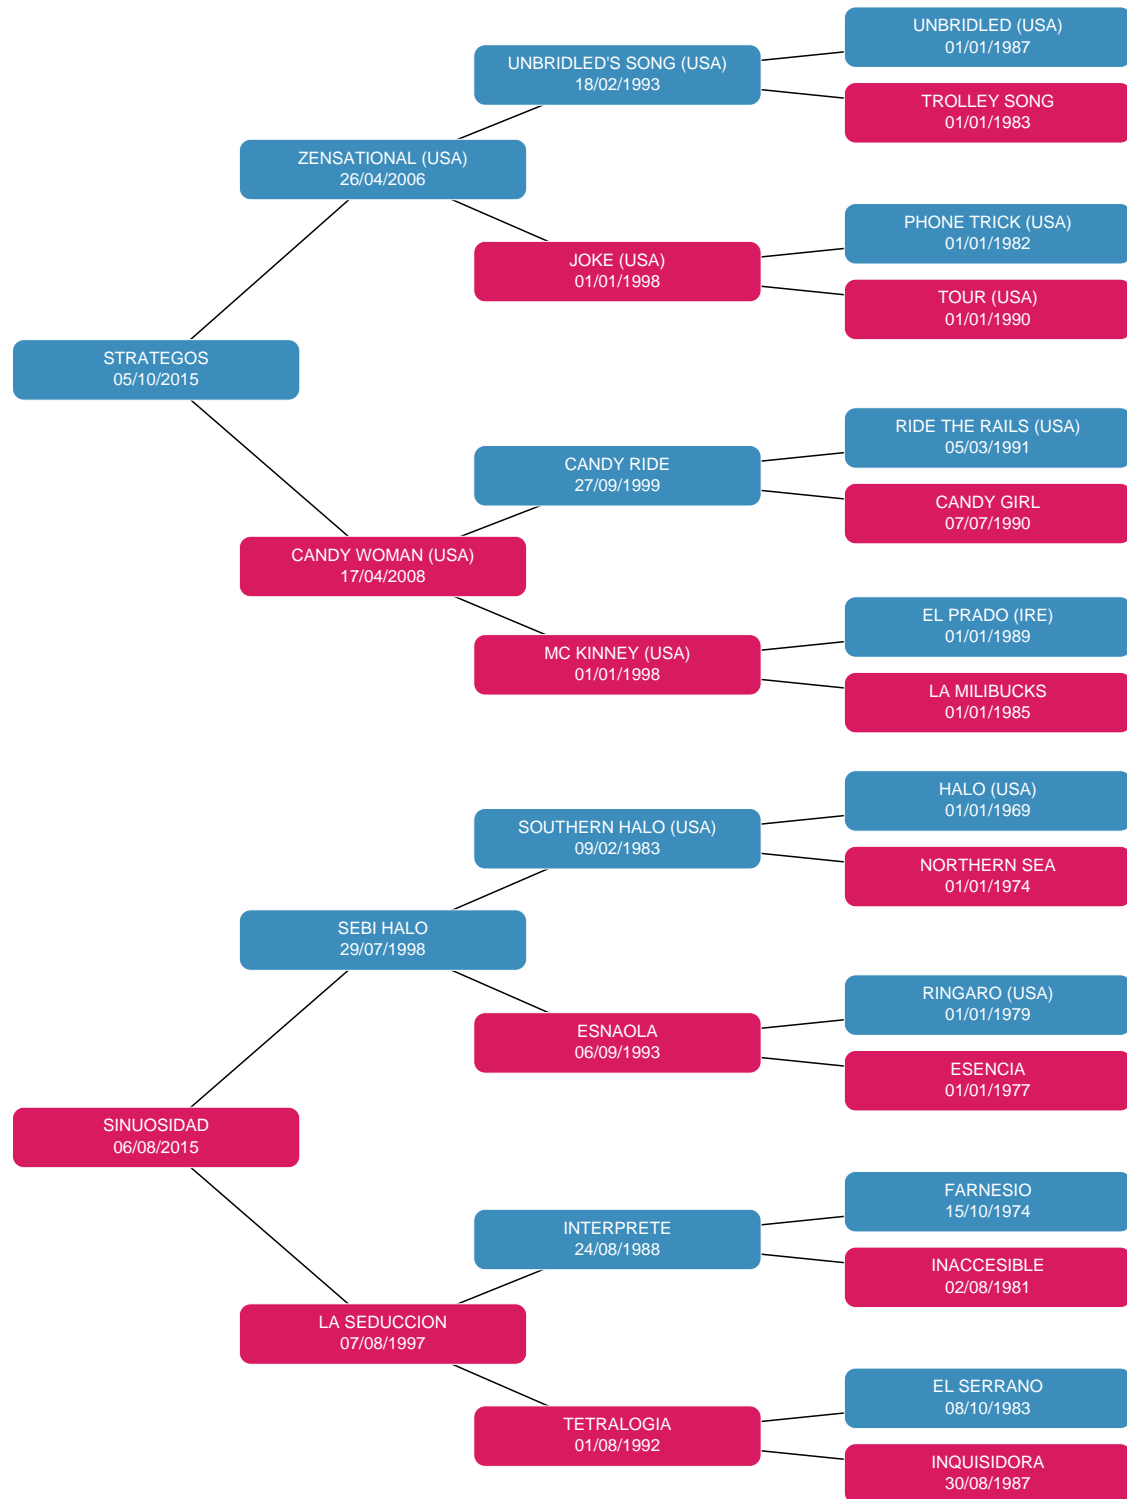 UNBRIDLED (USA)
01/01/1987
UNBRIDLED'S SONG (USA)
18/02/1993
TROLLEY SONG
01/01/1983
ZENSATIONAL (USA)
26/04/2006
PHONE TRICK (USA)
01/01/1982
JOKE (USA)
01/01/1998
TOUR (USA)
01/01/1990
STRATEGOS
05/10/2015
RIDE THE RAILS (USA)
05/03/1991
CANDY RIDE
27/09/1999
CANDY GIRL
07/07/1990
CANDY WOMAN (USA)
17/04/2008
EL PRADO (IRE)
01/01/1989
MC KINNEY (USA)
01/01/1998
LA MILIBUCKS
01/01/1985
HALO (USA)
01/01/1969
SOUTHERN HALO (USA)
09/02/1983
NORTHERN SEA
01/01/1974
SEBI HALO
29/07/1998
RINGARO (USA)
01/01/1979
ESNAOLA
06/09/1993
ESENCIA
01/01/1977
SINUOSIDAD
06/08/2015
FARNESIO
15/10/1974
INTERPRETE
24/08/1988
INACCESIBLE
02/08/1981
LA SEDUCCION
07/08/1997
EL SERRANO
08/10/1983
TETRALOGIA
01/08/1992
INQUISIDORA
30/08/1987